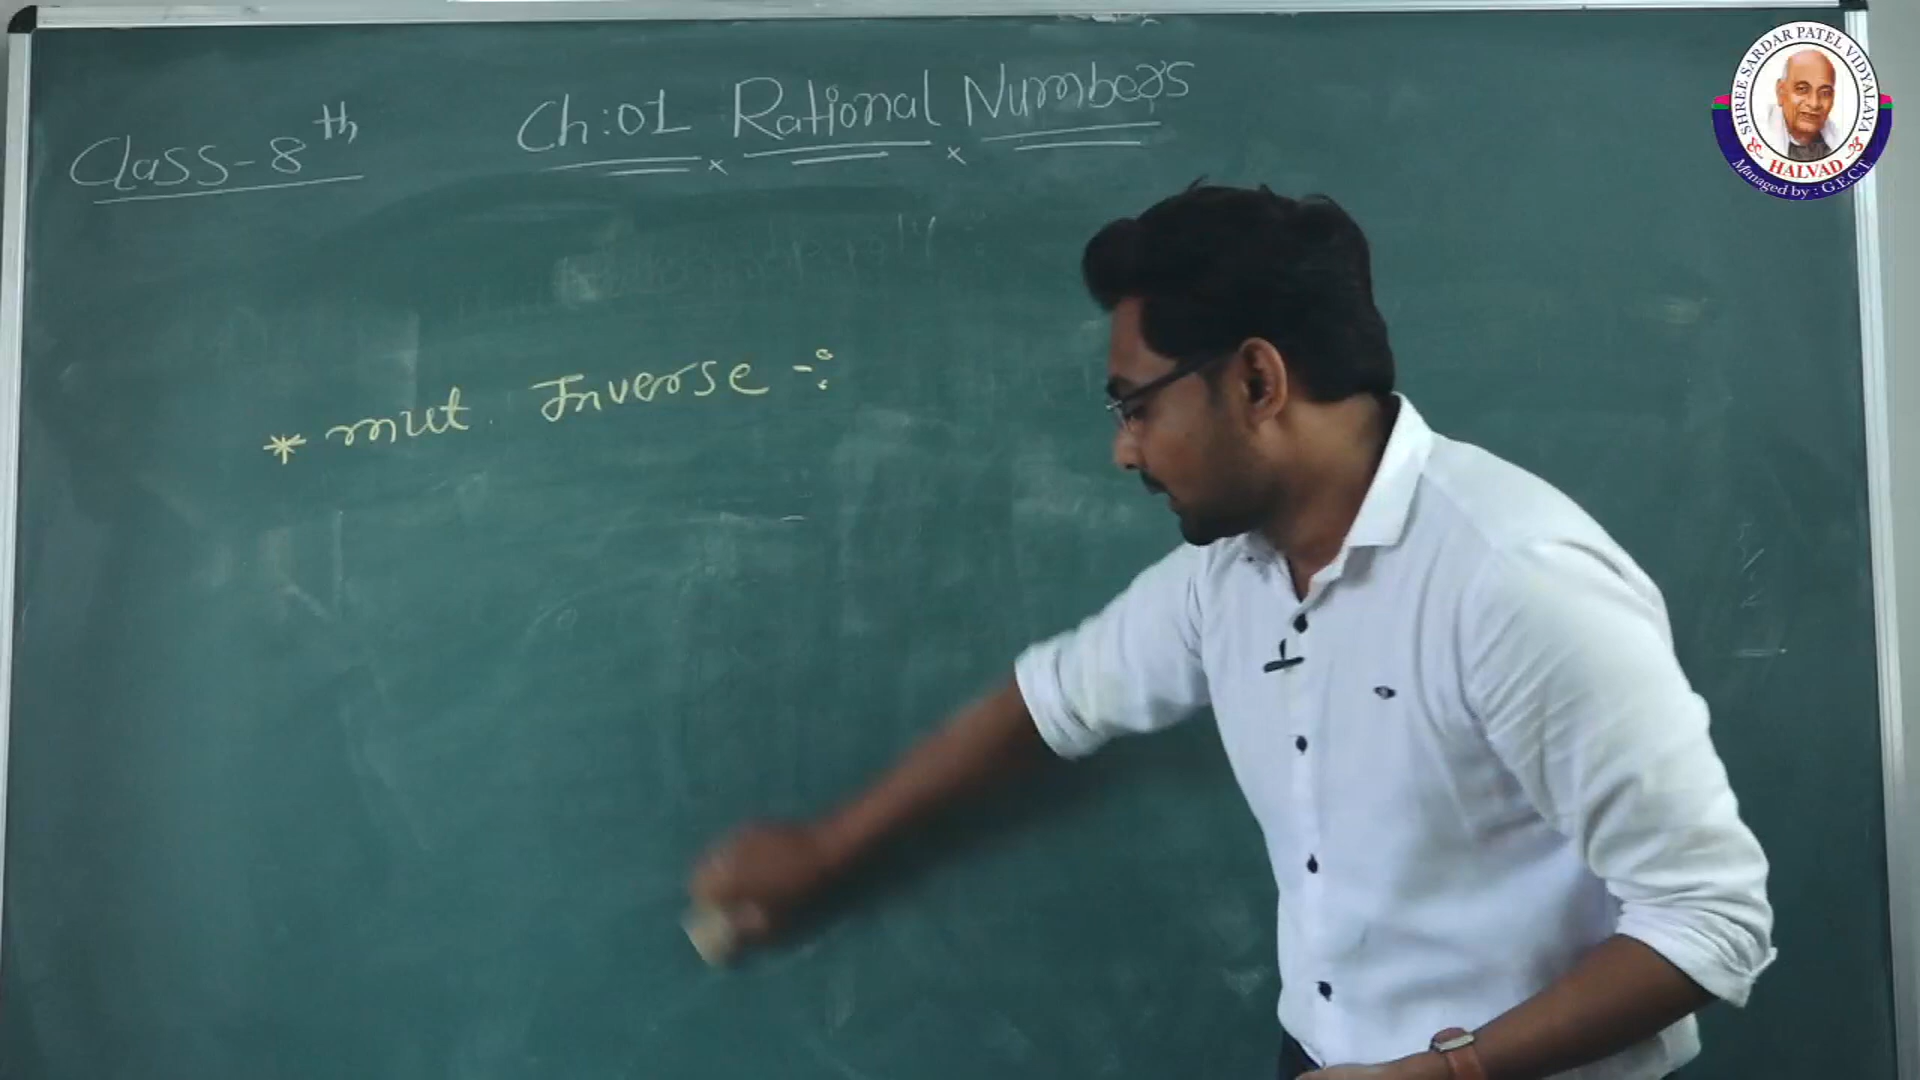 Class-8th
Ch:01 Rational Numbers
* mut. Inverse -:
SHREE SARDAR PATEL VIDYALAYA
HALVAD
Managed by : G.E.C.T.